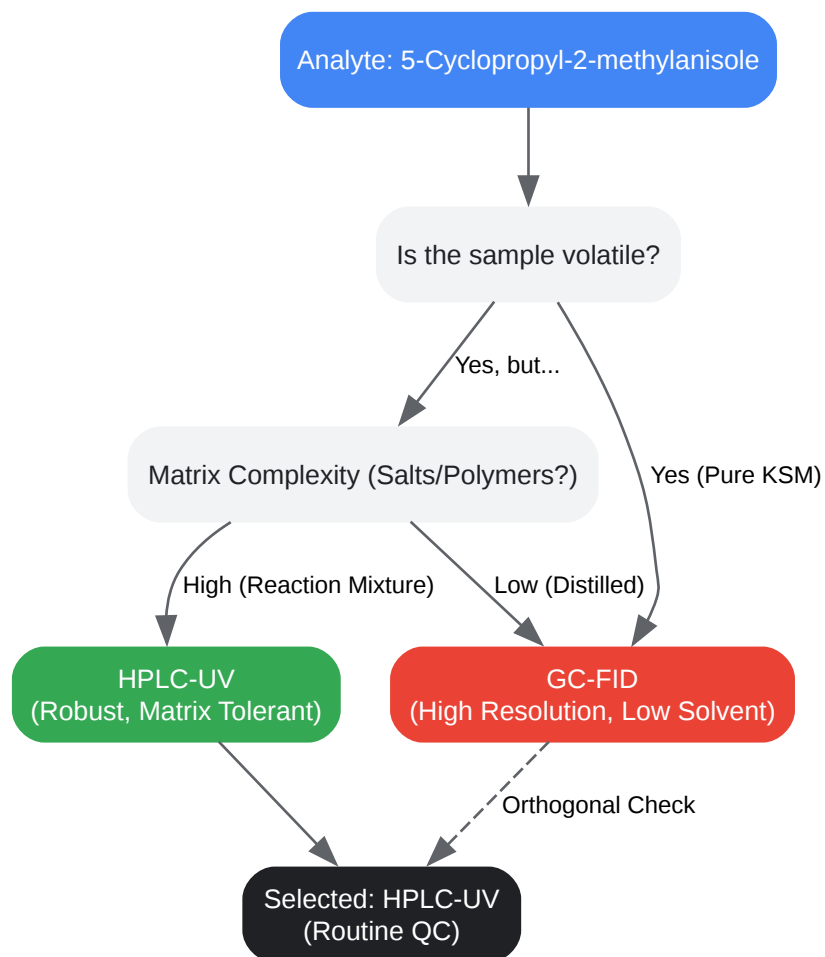 Analyte: 5-Cyclopropyl-2-methylanisole
Is the sample volatile?
Yes, but...
Matrix Complexity (Salts/Polymers?)
Yes (Pure KSM)
High (Reaction Mixture)
Low (Distilled)
HPLC-UV
(Robust, Matrix Tolerant)
GC-FID
(High Resolution, Low Solvent)
Orthogonal Check
Selected: HPLC-UV
(Routine QC)